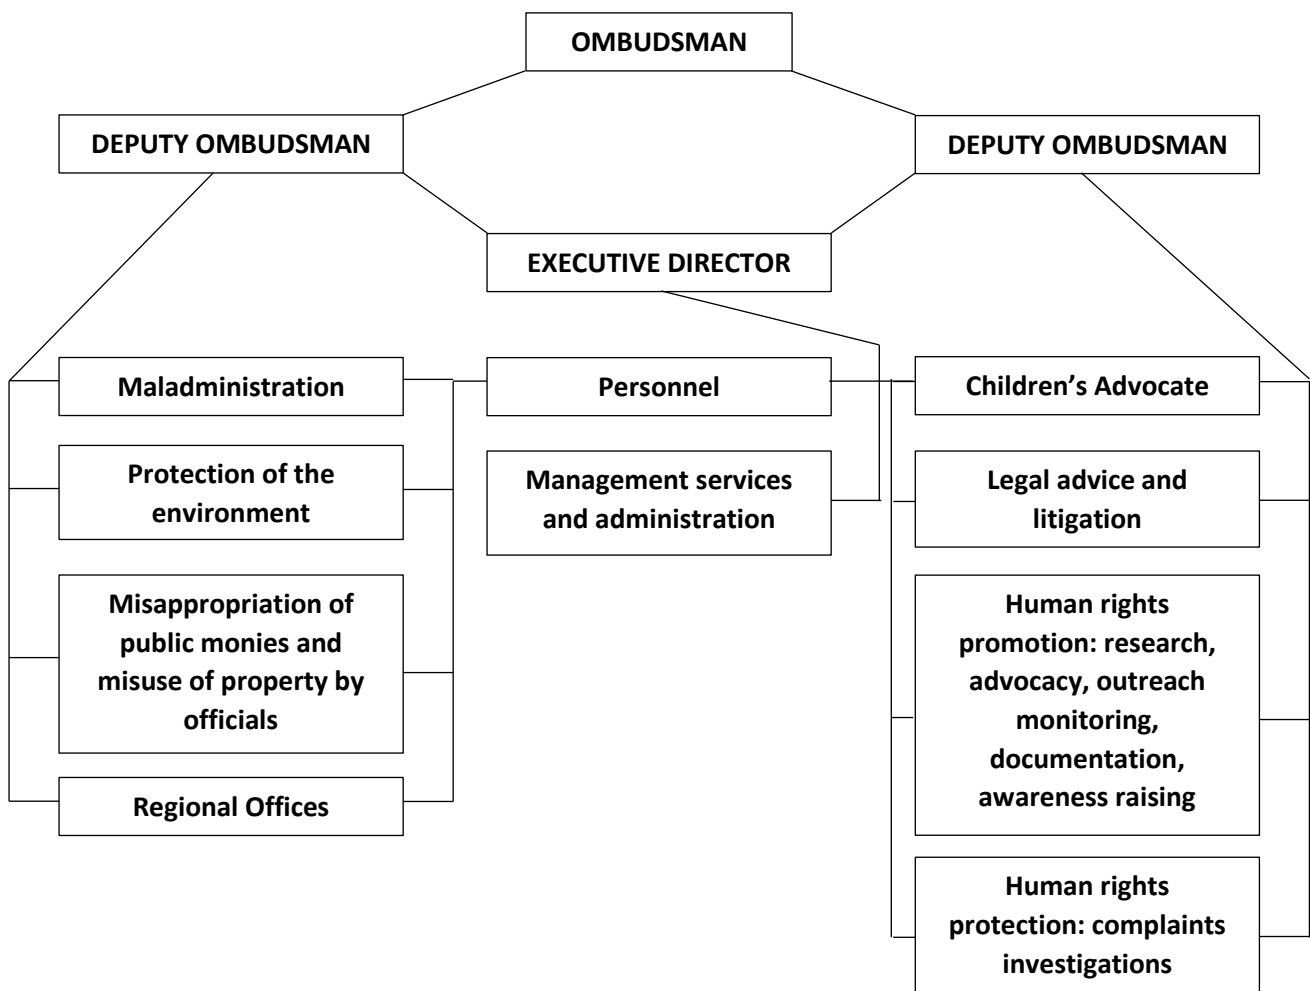 OMBUDSMAN
DEPUTY OMBUDSMAN
DEPUTY OMBUDSMAN
EXECUTIVE DIRECTOR
Maladministration
Personnel
Children’s Advocate
Protection of the
environment
Management services
and administration
Legal advice and
litigation
Misappropriation of
public monies and
misuse of property by
officials
Human rights
promotion: research,
advocacy, outreach
monitoring,
documentation,
awareness raising
Regional Offices
Human rights
protection: complaints
investigations